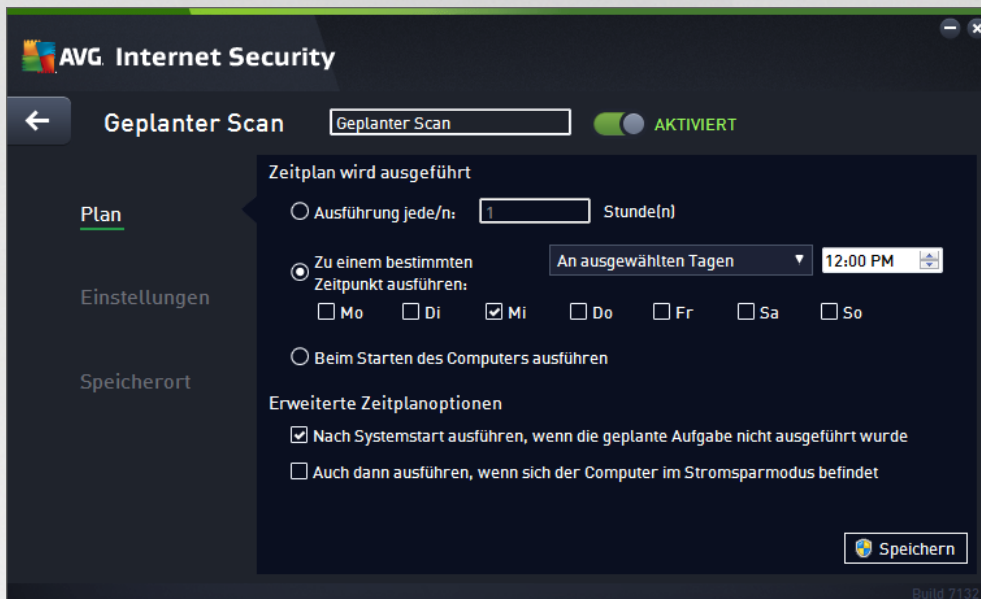 AVG. Internet Security
Geplanter Scan
Geplanter Scan
AKTIVIERT
Plan
Einstellungen
Speicherort
Zeitplan wird ausgeführt
Ausführung jede/n: 1 Stunde(n)
Zu einem bestimmten
Zeitpunkt ausführen:
An ausgewählten Tagen
12:00 PM
Mo Di Mi Do Fr Sa So
Beim Starten des Computers ausführen
Erweiterte Zeitplanoptionen
Nach Systemstart ausführen, wenn die geplante Aufgabe nicht ausgeführt wurde
Auch dann ausführen, wenn sich der Computer im Stromsparmodus befindet
Speichern
Build 7132